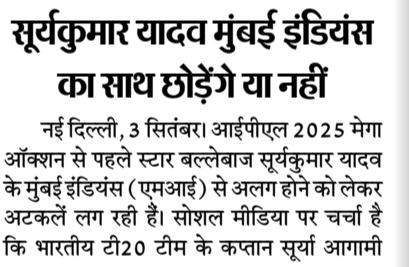 सूर्यकुमार यादव मुंबई इंडियंस
का साथ छोड़ेंगे या नहीं
नई दिल्ली, 3 सितंबर। आईपीएल 2025 मेगा
ऑक्शन से पहले स्टार बल्लेबाज सूर्यकुमार यादव
के मुंबई इंडियंस (एमआई) से अलग होने को लेकर
अटकलें लग रही हैं। सोशल मीडिया पर चर्चा है
कि भारतीय टी20 टीम के कप्तान सूर्या आगामी